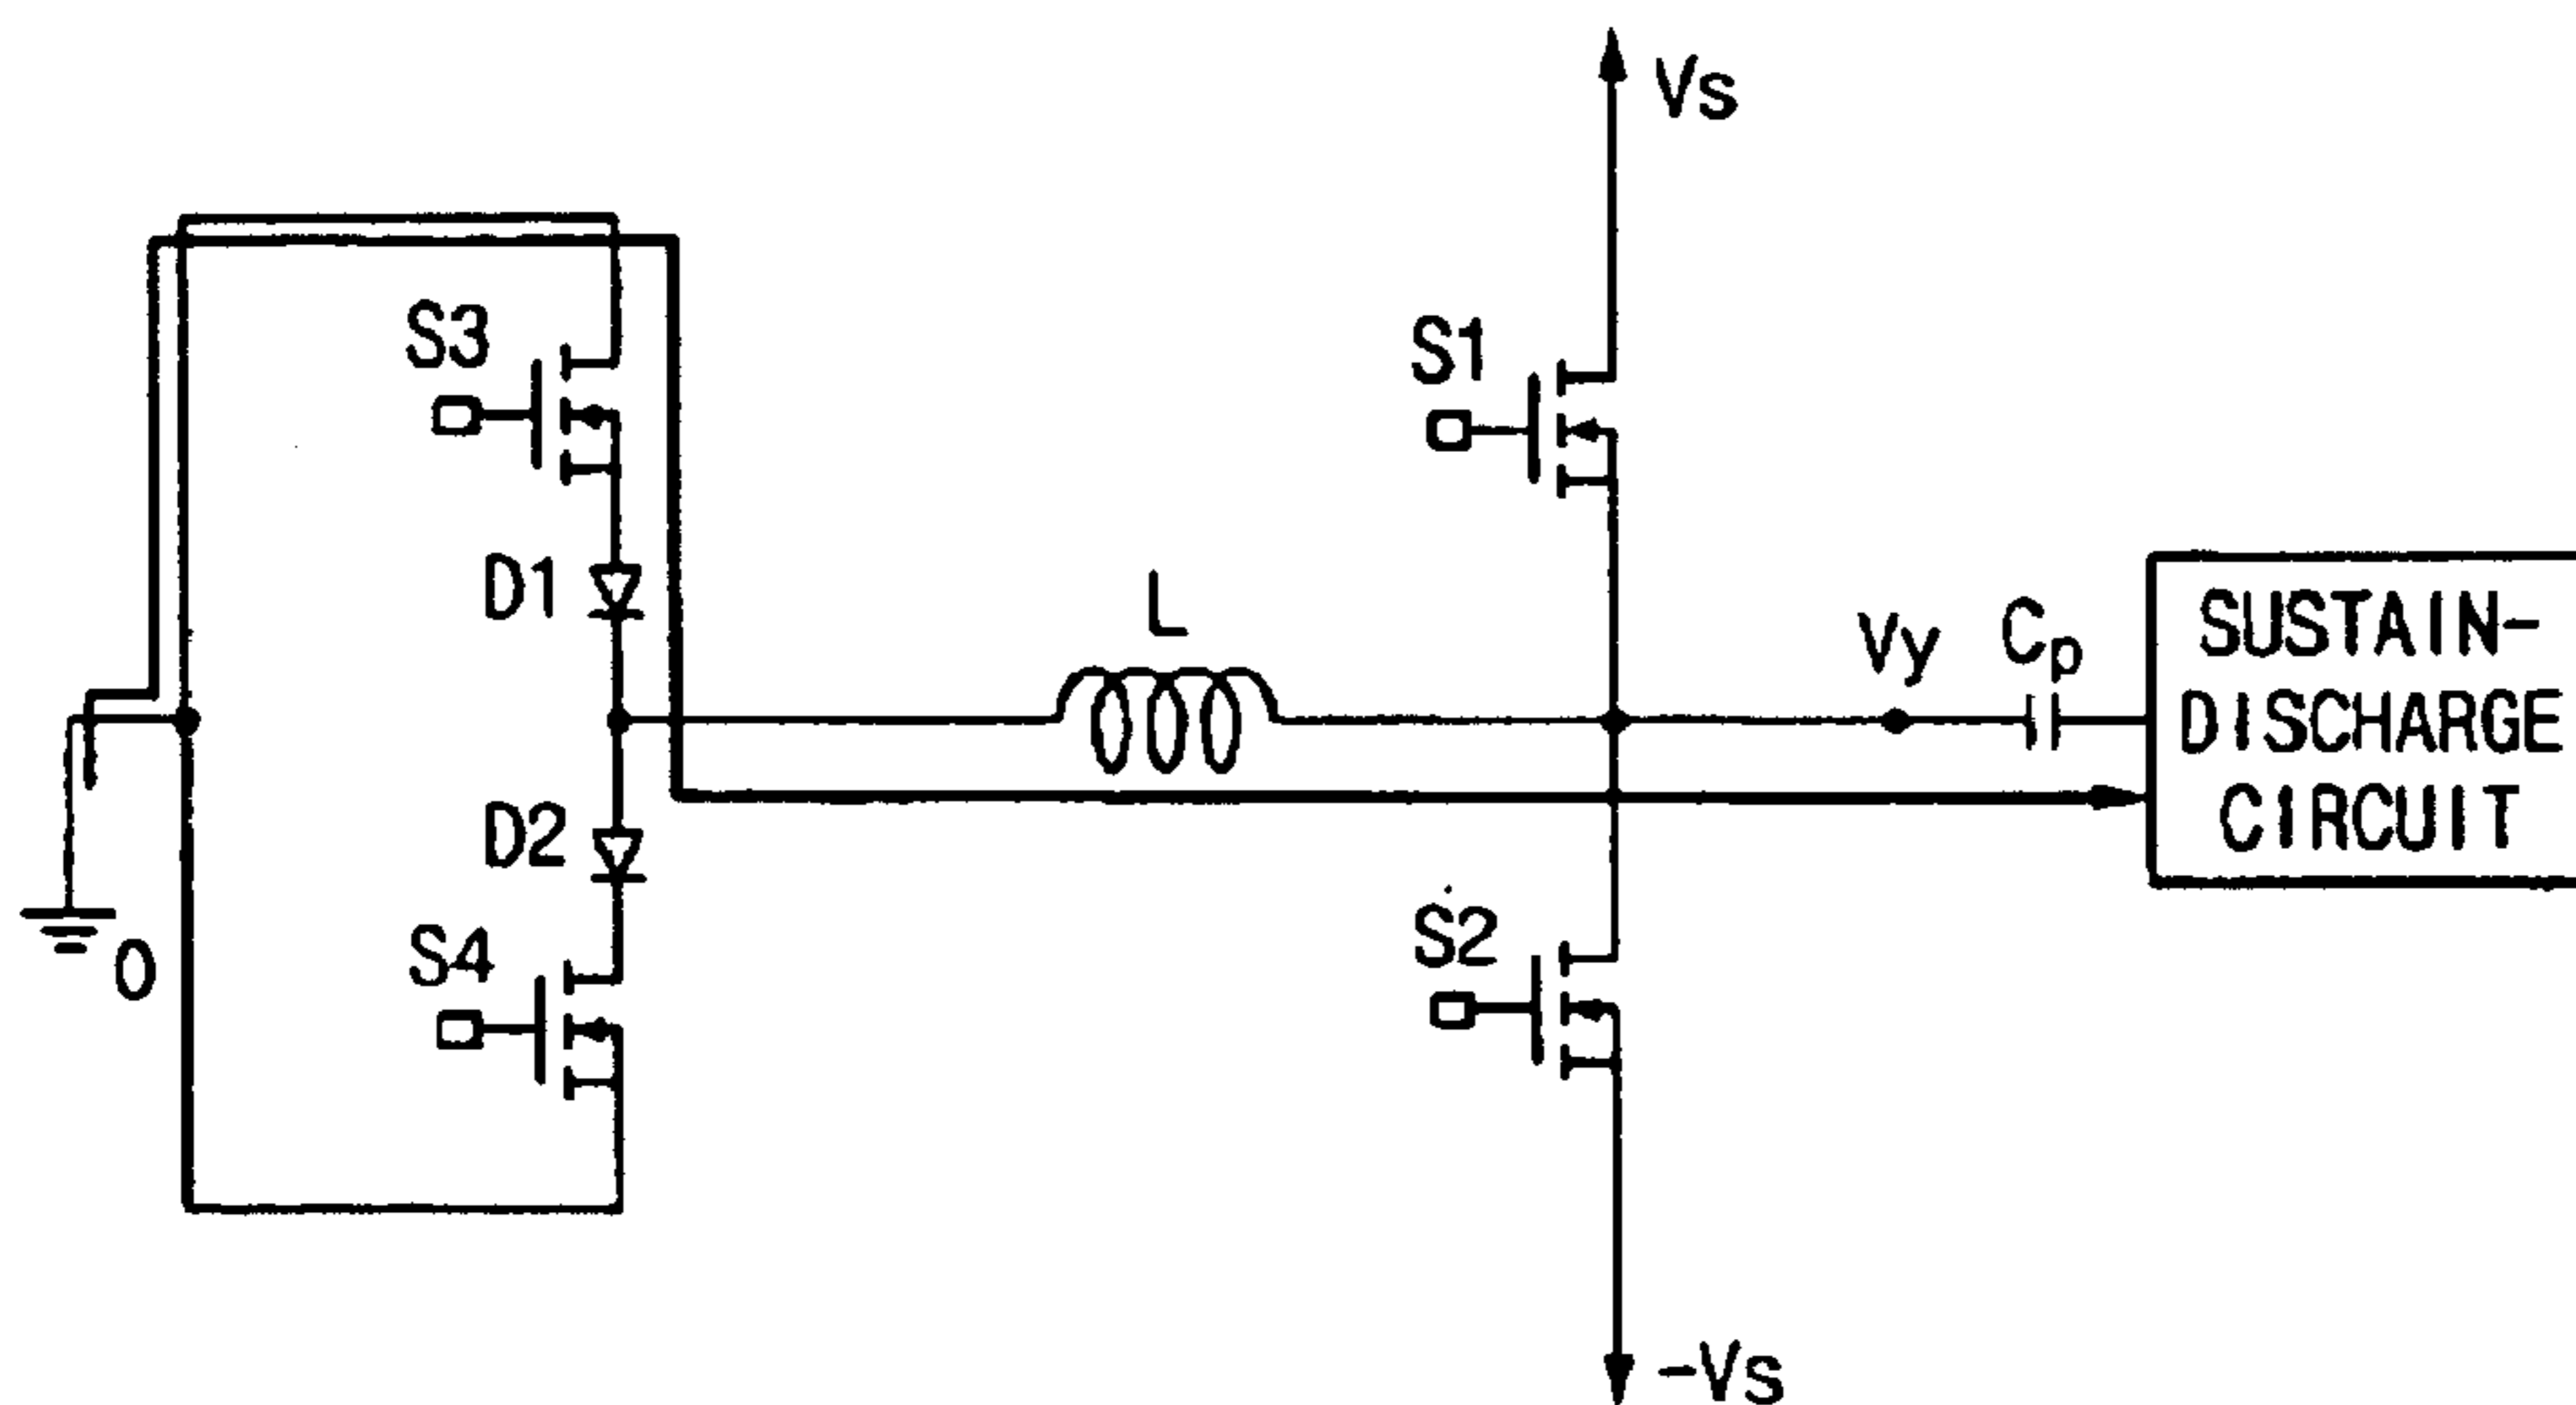 Vs
S3
S1
D1
L
Vy
Cp
SUSTAIN-
DISCHARGE
CIRCUIT
D2
S4
0
S2
-Vs